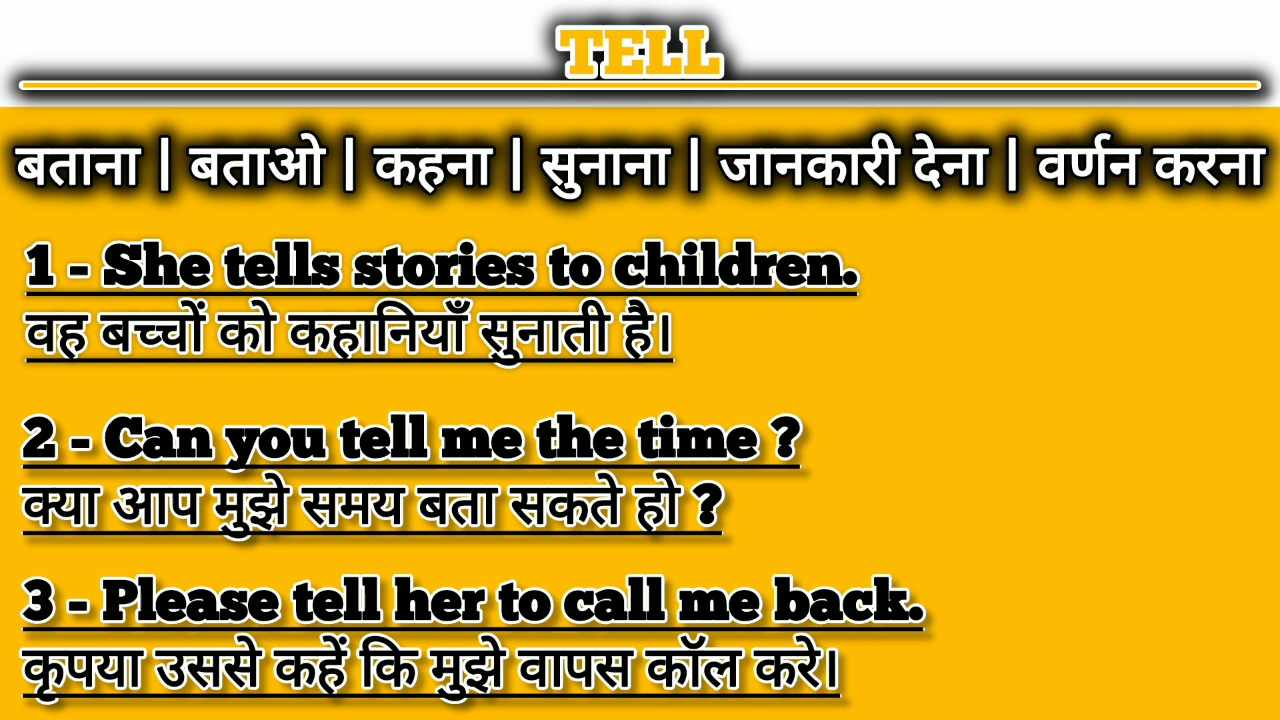 TELL
बताना | बताओ | कहना | सुनाना | जानकारी देना | वर्णन करना
1 - She tells stories to children.
वह बच्चों को कहानियाँ सुनाती है।
2 - Can you tell me the time ?
क्या आप मुझे समय बता सकते हो ?
3 - Please tell her to call me back.
कृपया उससे कहें कि मुझे वापस कॉल करे।